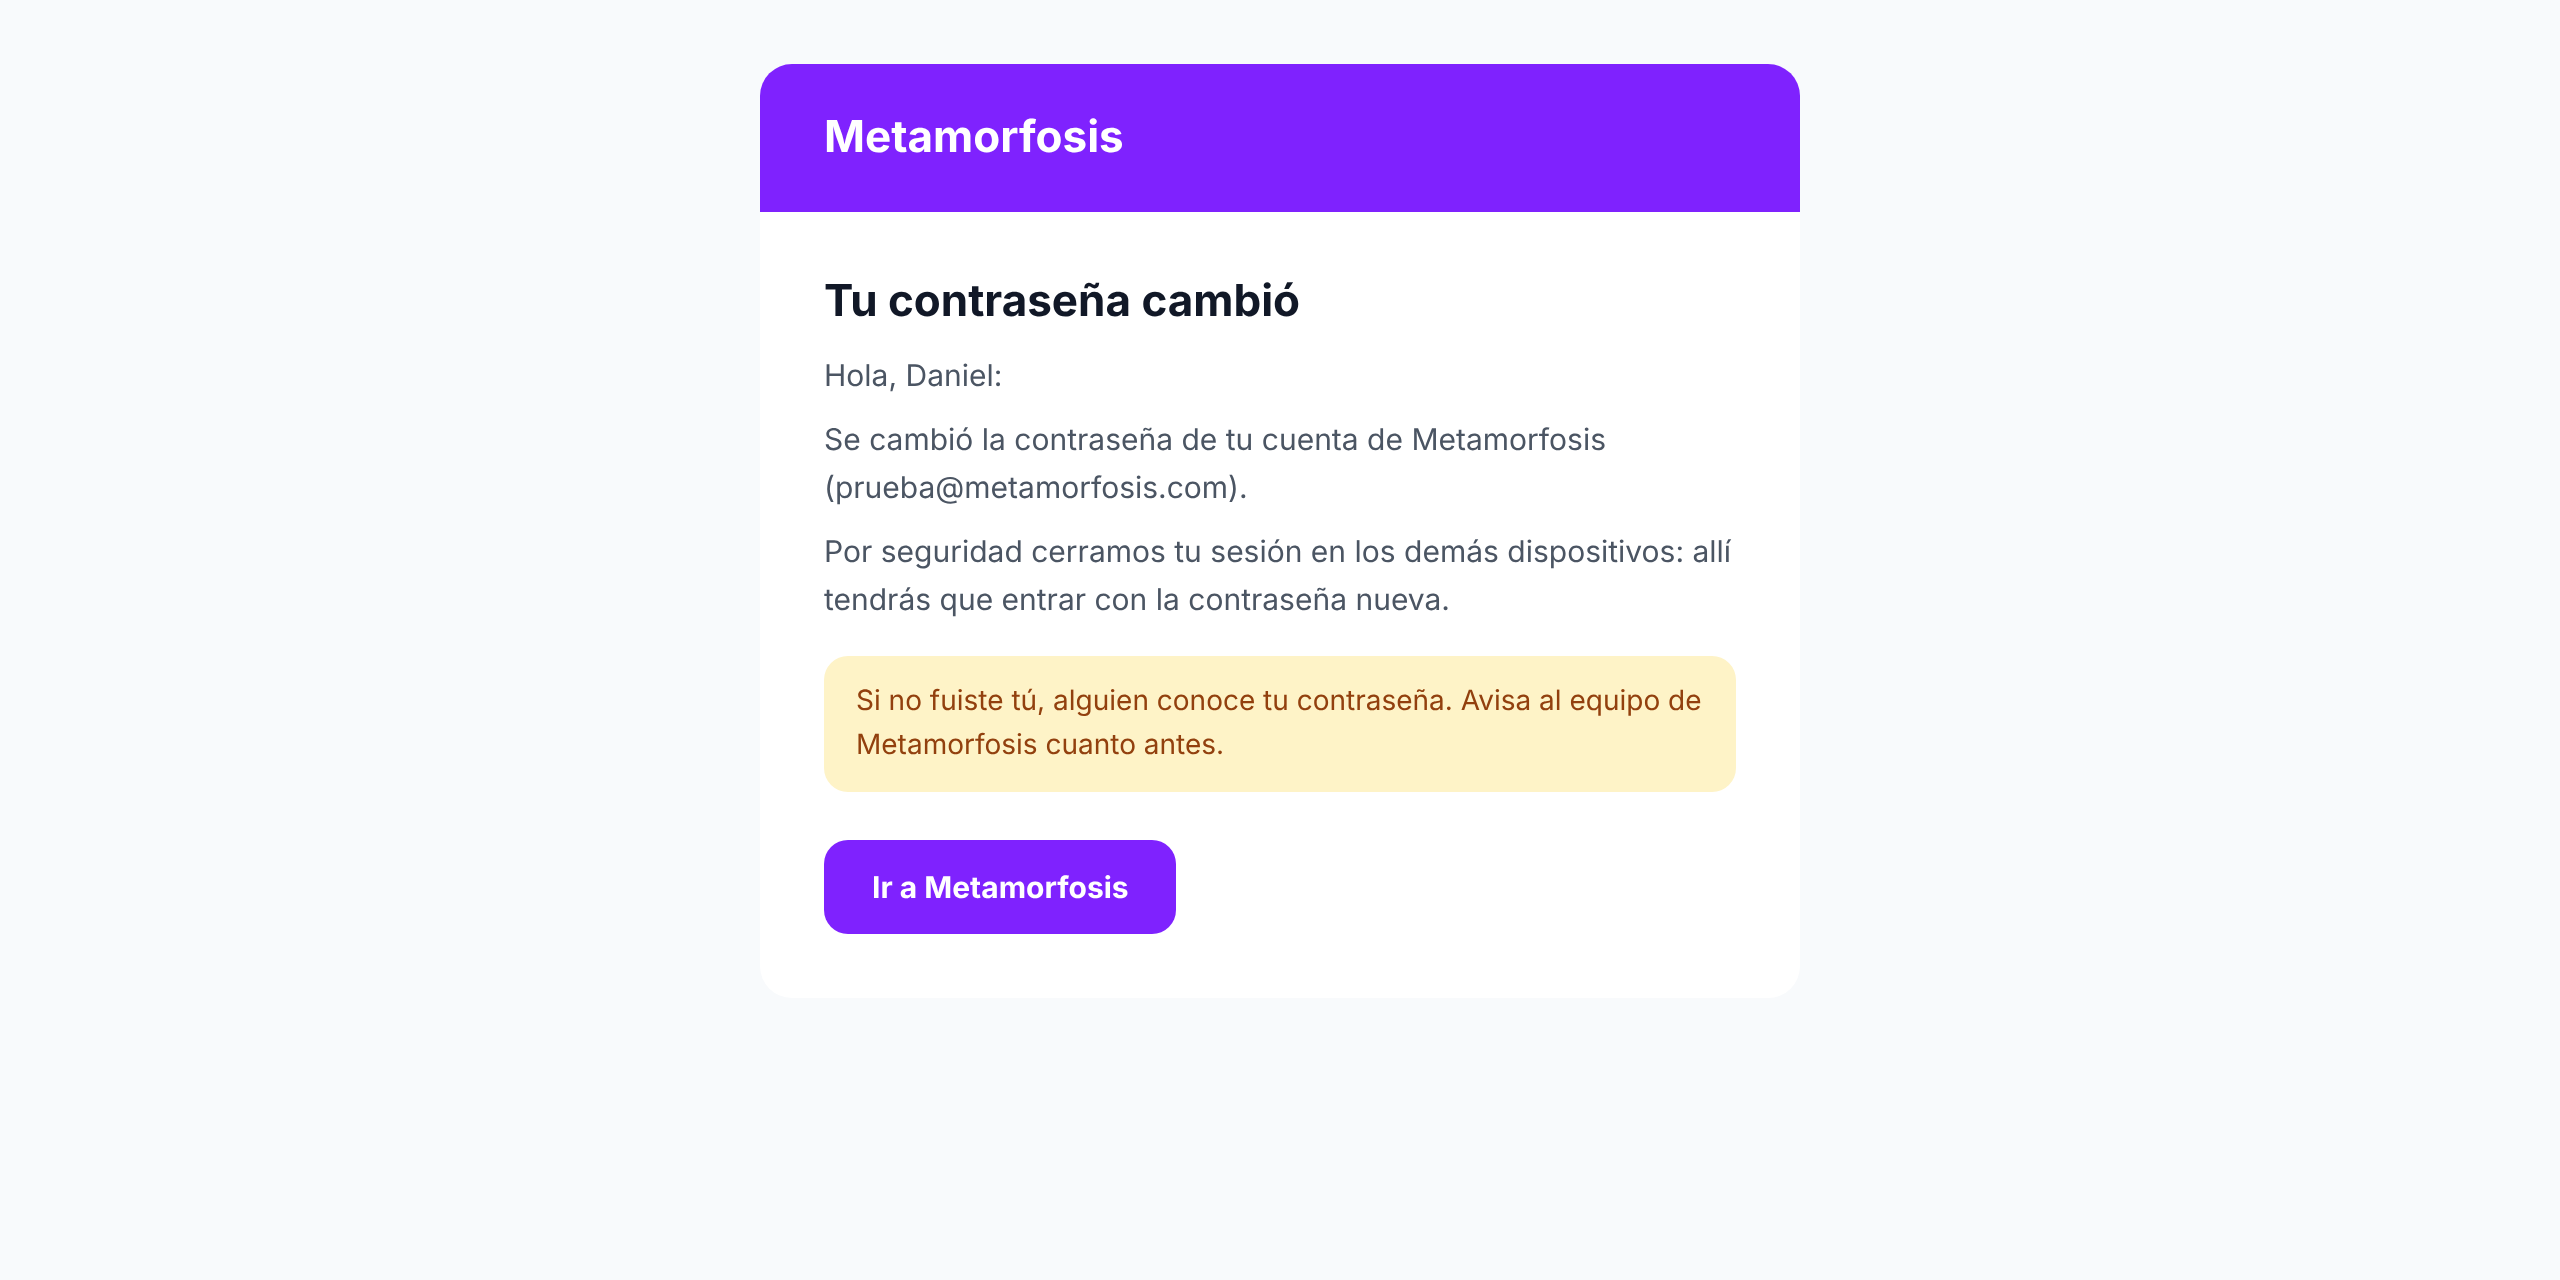 Metamorfosis
Tu contraseña cambió
Hola, Daniel:
Se cambió la contraseña de tu cuenta de Metamorfosis
(prueba@metamorfosis.com).
Por seguridad cerramos tu sesión en los demás dispositivos: allí
tendrás que entrar con la contraseña nueva.
Si no fuiste tú, alguien conoce tu contraseña. Avisa al equipo de
Metamorfosis cuanto antes.
Ir a Metamorfosis